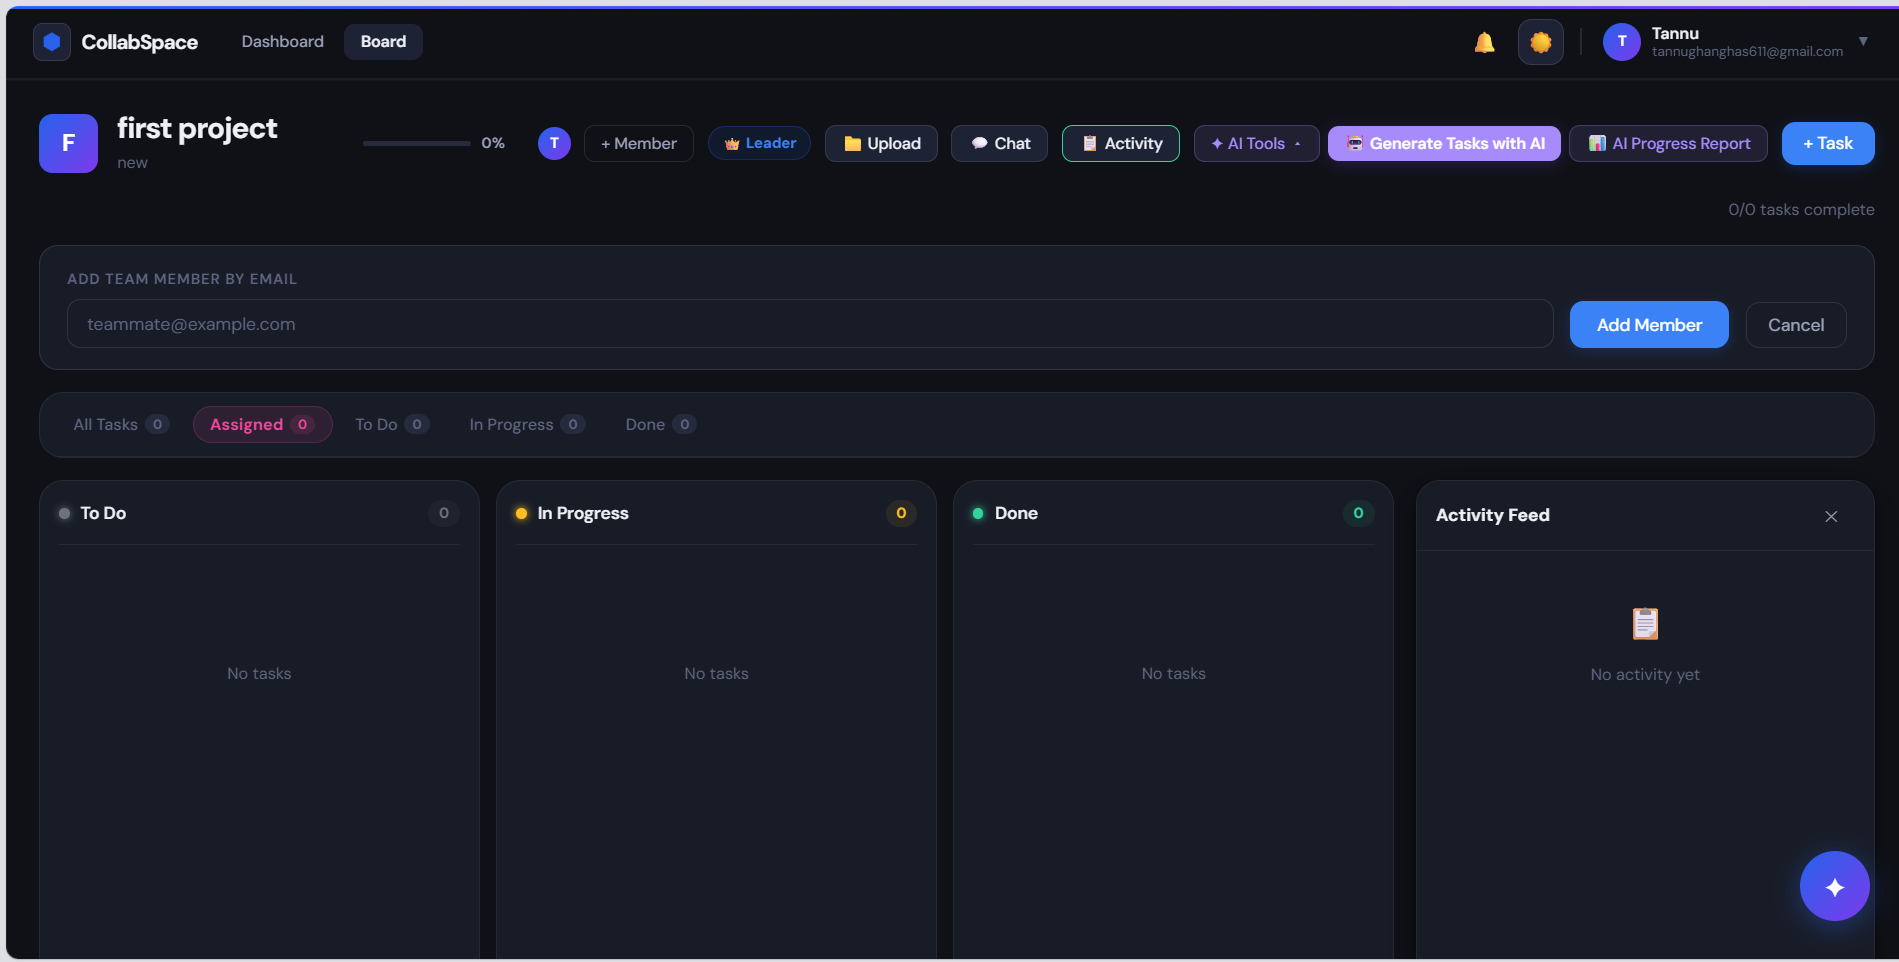 CollabSpace Dashboard Board
T Tannu
tannughanghas611@gmail.com
F first project
new
0% T + Member Leader Upload Chat Activity AI Tools Generate Tasks with AI AI Progress Report + Task
0/0 tasks complete
ADD TEAM MEMBER BY EMAIL
teammate@example.com Add Member Cancel
All Tasks 0 Assigned 0 To Do 0 In Progress 0 Done 0
To Do 0
No tasks
In Progress 0
No tasks
Done 0
No tasks
Activity Feed
No activity yet